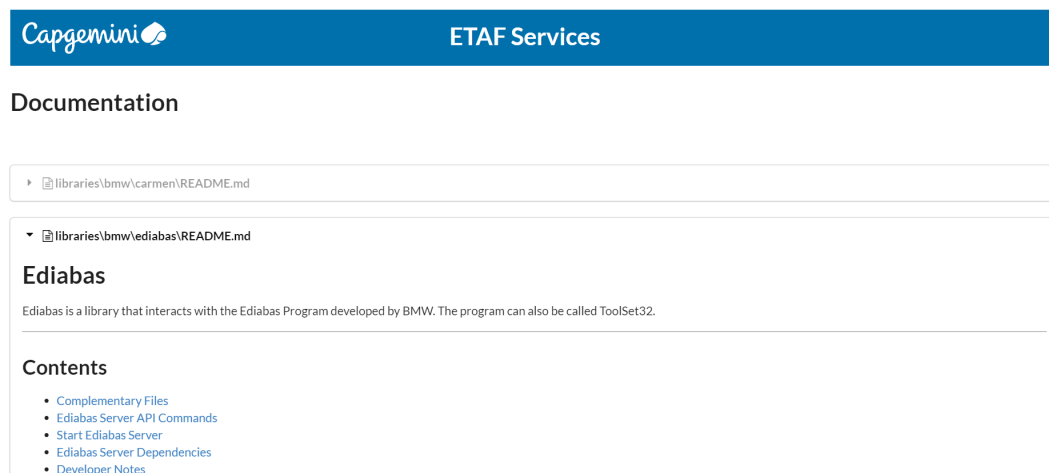 Capgemini
ETAF Services
Documentation
libraries\bmw\carmen\README.md
libraries\bmw\ediabas\README.md
Ediabas
Ediabas is a library that interacts with the Ediabas Program developed by BMW. The program can also be called ToolSet32.
Contents
Complementary Files
Ediabas Server API Commands
Start Ediabas Server
Ediabas Server Dependencies
Developer Notes